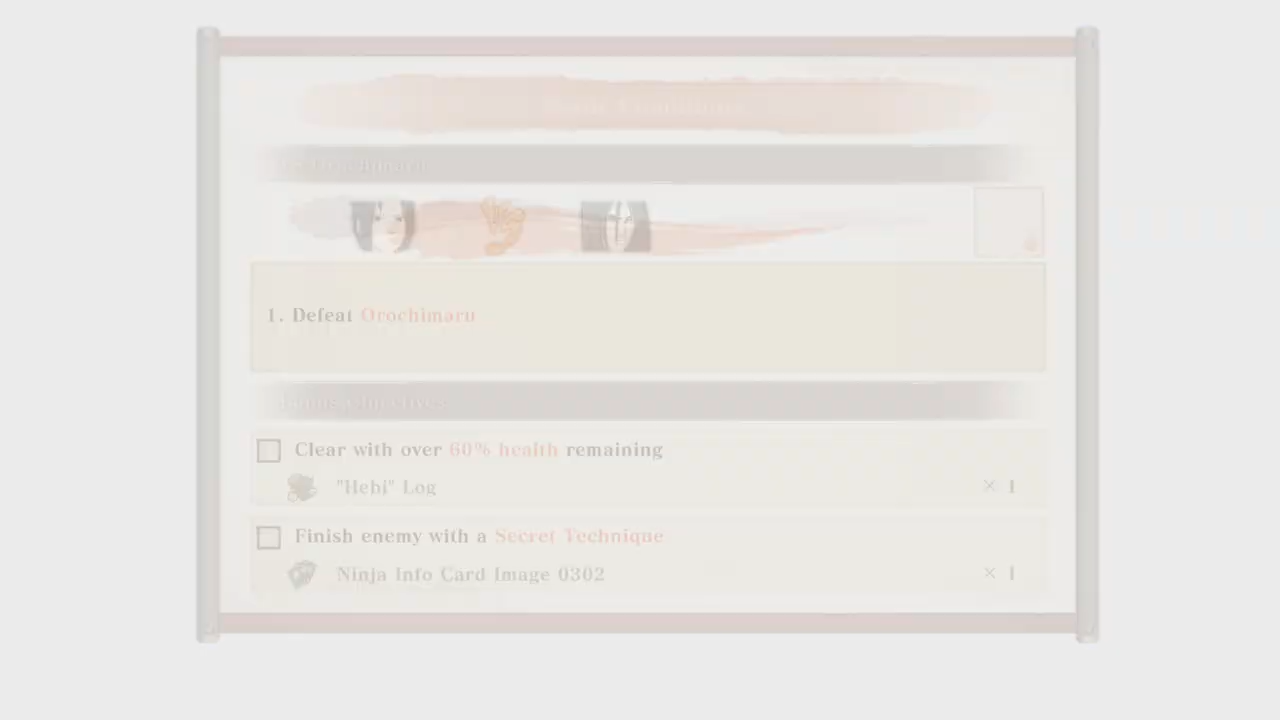 1. Defeat Orochimaru
Clear with over 60% health remaining
"Hebi" Log × 1
Finish enemy with a Secret Technique
Ninja Info Card Image 0302 × 1